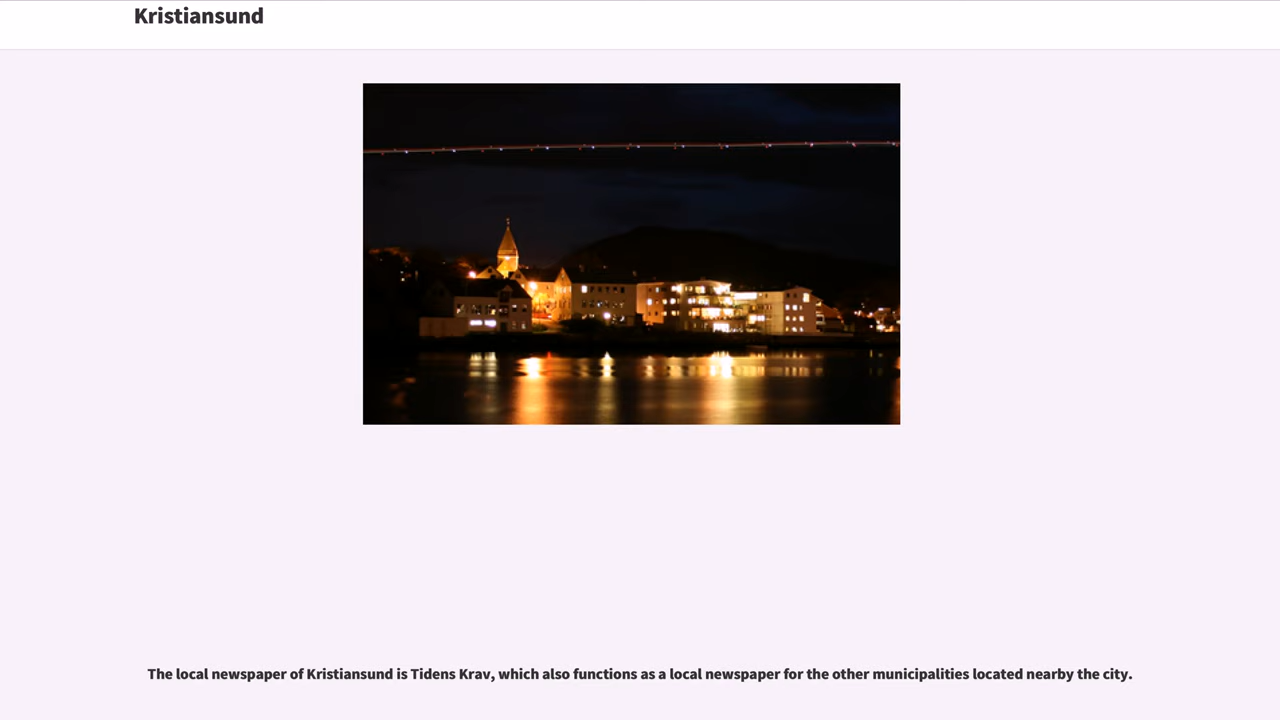 Kristiansund
The local newspaper of Kristiansund is Tidens Krav, which also functions as a local newspaper for the other municipalities located nearby the city.